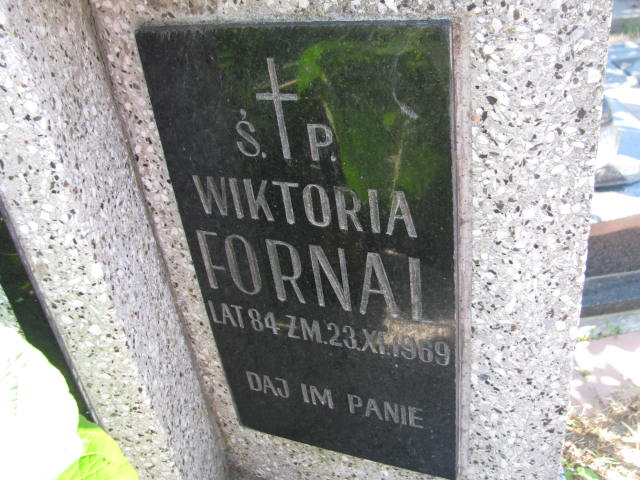 Ś. P.
WIKTORIA
FORNAL
LAT 84 ZM. 23.XI.1969
DAJ IM PANIE